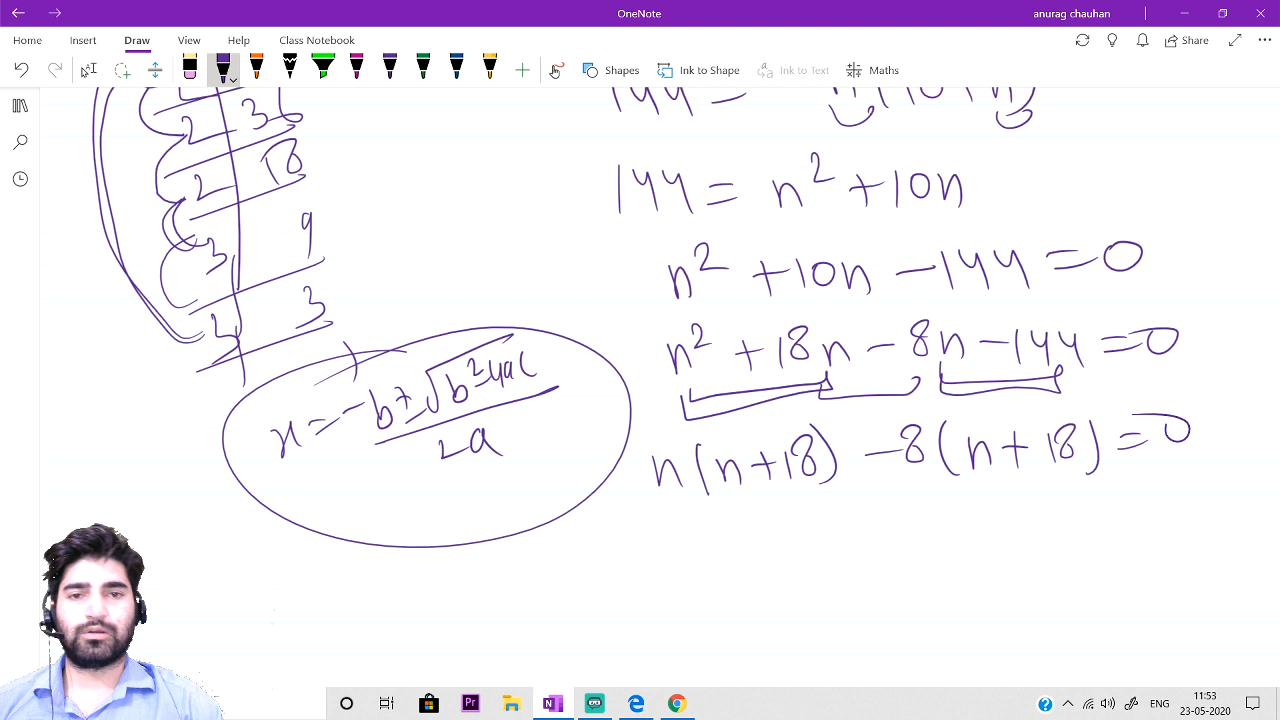 OneNote
anurag chauhan
Home Insert Draw View Help Class Notebook
Share
Shapes Ink to Shape Ink to Text Maths
2 3
2 18
3 9
3 3
144 =
144 = n² + 10n
n² + 10n - 144 = 0
n² + 18n - 8n - 144 = 0
n(n+18) - 8(n+18) = 0
x = -b ± √b²-4ac
2a
ENG
11:53
23-05-2020